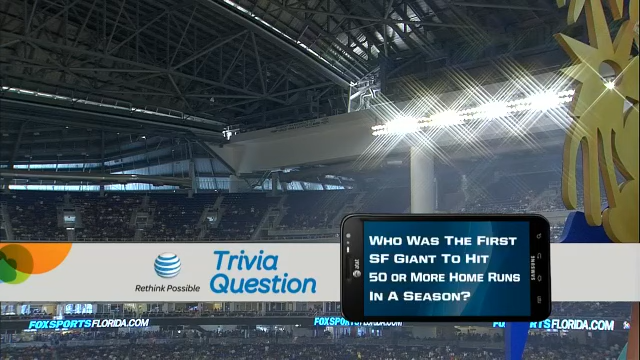 Trivia
Question
Rethink Possible
at&t
SAMSUNG
WHO WAS THE FIRST
SF GIANT TO HIT
50 OR MORE HOME RUNS
IN A SEASON?
FOXSPORTSFLORIDA.COM
FOXSPORTSFLORIDA.COM
FOXSPORTSFLORIDA.COM